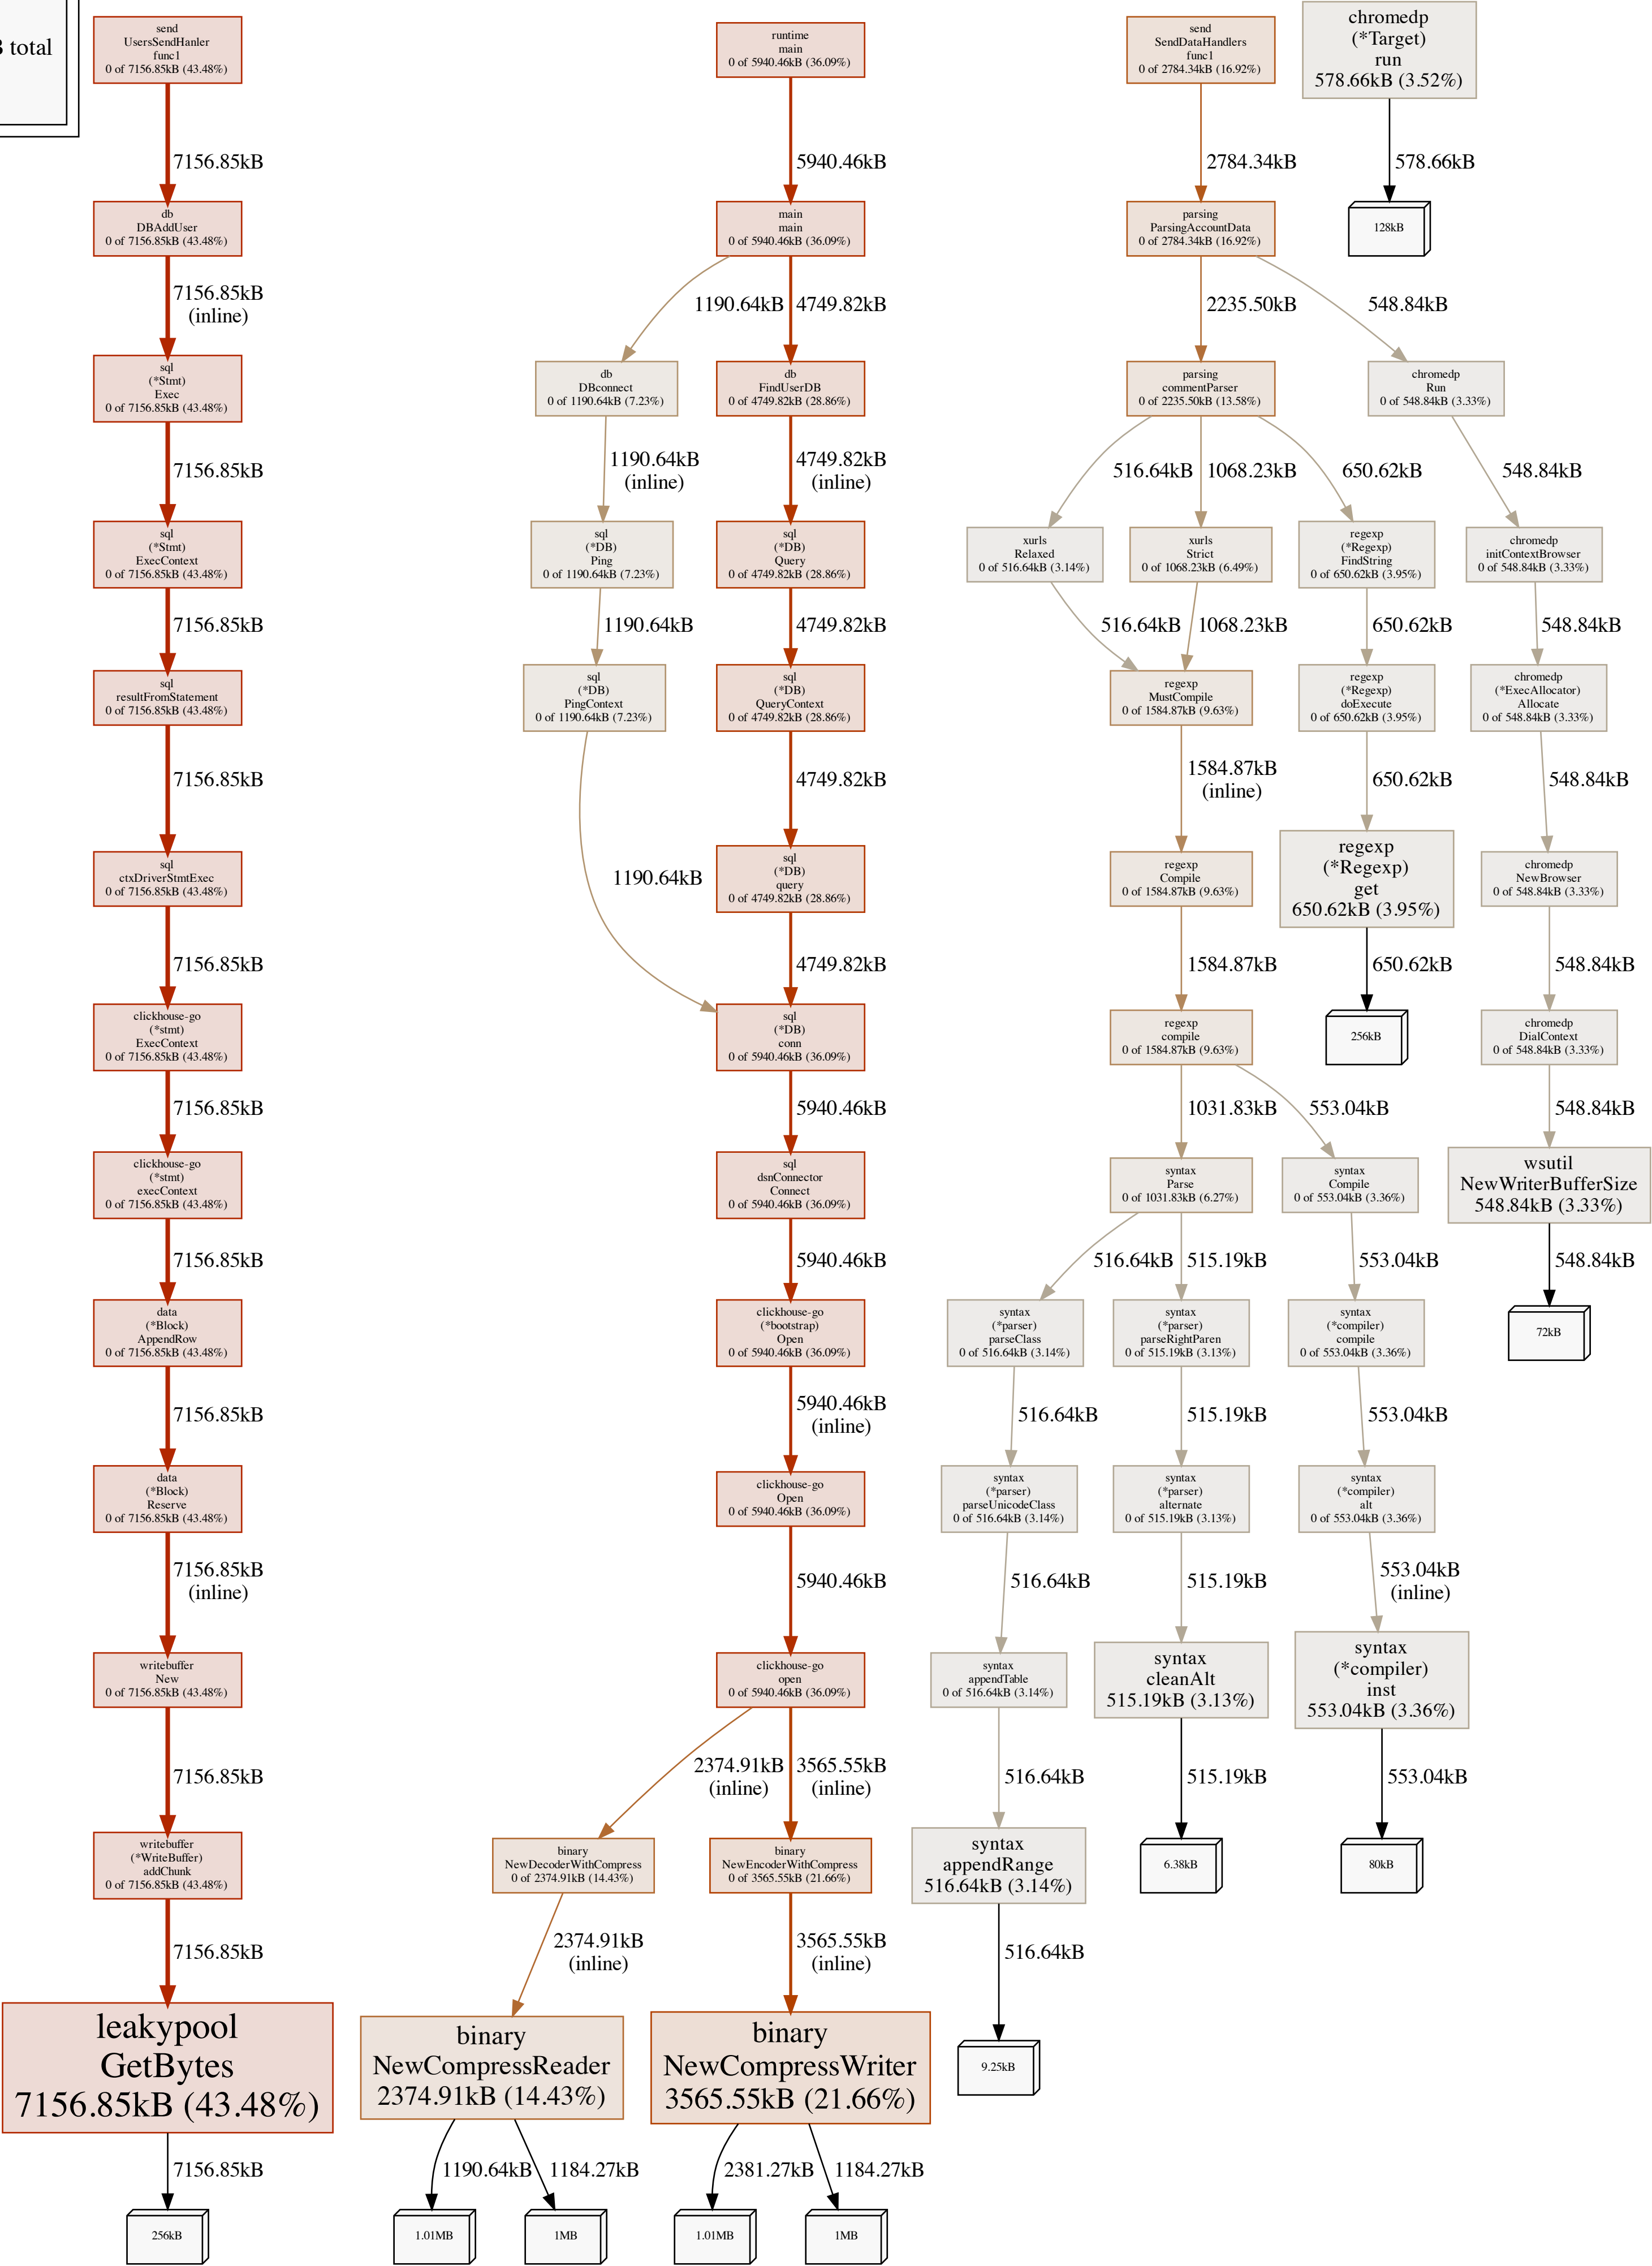 total
send
UsersSendHanler
func1
0 of 7156.85kB (43.48%)
7156.85kB
db
DBAddUser
0 of 7156.85kB (43.48%)
7156.85kB
(inline)
sql
(*Stmt)
Exec
0 of 7156.85kB (43.48%)
7156.85kB
sql
(*Stmt)
ExecContext
0 of 7156.85kB (43.48%)
7156.85kB
sql
resultFromStatement
0 of 7156.85kB (43.48%)
7156.85kB
sql
ctxDriverStmtExec
0 of 7156.85kB (43.48%)
7156.85kB
clickhouse-go
(*stmt)
ExecContext
0 of 7156.85kB (43.48%)
7156.85kB
clickhouse-go
(*stmt)
execContext
0 of 7156.85kB (43.48%)
7156.85kB
data
(*Block)
AppendRow
0 of 7156.85kB (43.48%)
7156.85kB
data
(*Block)
Reserve
0 of 7156.85kB (43.48%)
7156.85kB
(inline)
writebuffer
New
0 of 7156.85kB (43.48%)
7156.85kB
writebuffer
(*WriteBuffer)
addChunk
0 of 7156.85kB (43.48%)
7156.85kB
leakypool
GetBytes
7156.85kB (43.48%)
7156.85kB
256kB
runtime
main
0 of 5940.46kB (36.09%)
5940.46kB
main
main
0 of 5940.46kB (36.09%)
1190.64kB
4749.82kB
db
DBconnect
0 of 1190.64kB (7.23%)
1190.64kB
(inline)
sql
(*DB)
Ping
0 of 1190.64kB (7.23%)
1190.64kB
sql
(*DB)
PingContext
0 of 1190.64kB (7.23%)
1190.64kB
db
FindUserDB
0 of 4749.82kB (28.86%)
4749.82kB
(inline)
sql
(*DB)
Query
0 of 4749.82kB (28.86%)
4749.82kB
sql
(*DB)
QueryContext
0 of 4749.82kB (28.86%)
4749.82kB
sql
(*DB)
query
0 of 4749.82kB (28.86%)
4749.82kB
sql
(*DB)
conn
0 of 5940.46kB (36.09%)
5940.46kB
sql
dsnConnector
Connect
0 of 5940.46kB (36.09%)
5940.46kB
clickhouse-go
(*bootstrap)
Open
0 of 5940.46kB (36.09%)
5940.46kB
(inline)
clickhouse-go
Open
0 of 5940.46kB (36.09%)
5940.46kB
clickhouse-go
open
0 of 5940.46kB (36.09%)
2374.91kB
(inline)
3565.55kB
(inline)
binary
NewDecoderWithCompress
0 of 2374.91kB (14.43%)
2374.91kB
(inline)
binary
NewCompressReader
2374.91kB (14.43%)
1190.64kB
1184.27kB
1.01MB
1MB
binary
NewEncoderWithCompress
0 of 3565.55kB (21.66%)
3565.55kB
(inline)
binary
NewCompressWriter
3565.55kB (21.66%)
2381.27kB
1184.27kB
1.01MB
1MB
send
SendDataHandlers
func1
0 of 2784.34kB (16.92%)
2784.34kB
parsing
ParsingAccountData
0 of 2784.34kB (16.92%)
2235.50kB
548.84kB
parsing
commentParser
0 of 2235.50kB (13.58%)
516.64kB
1068.23kB
650.62kB
xurls
Relaxed
0 of 516.64kB (3.14%)
516.64kB
xurls
Strict
0 of 1068.23kB (6.49%)
1068.23kB
regexp
MustCompile
0 of 1584.87kB (9.63%)
1584.87kB
(inline)
regexp
Compile
0 of 1584.87kB (9.63%)
1584.87kB
regexp
compile
0 of 1584.87kB (9.63%)
1031.83kB
553.04kB
syntax
Parse
0 of 1031.83kB (6.27%)
516.64kB
515.19kB
syntax
(*parser)
parseClass
0 of 516.64kB (3.14%)
516.64kB
syntax
(*parser)
parseUnicodeClass
0 of 516.64kB (3.14%)
516.64kB
syntax
appendTable
0 of 516.64kB (3.14%)
516.64kB
syntax
appendRange
516.64kB (3.14%)
516.64kB
9.25kB
syntax
(*parser)
parseRightParen
0 of 515.19kB (3.13%)
515.19kB
syntax
(*parser)
alternate
0 of 515.19kB (3.13%)
515.19kB
syntax
cleanAlt
515.19kB (3.13%)
515.19kB
6.38kB
syntax
Compile
0 of 553.04kB (3.36%)
553.04kB
syntax
(*compiler)
compile
0 of 553.04kB (3.36%)
553.04kB
syntax
(*compiler)
alt
0 of 553.04kB (3.36%)
553.04kB
(inline)
syntax
(*compiler)
inst
553.04kB (3.36%)
553.04kB
80kB
regexp
(*Regexp)
FindString
0 of 650.62kB (3.95%)
650.62kB
regexp
(*Regexp)
doExecute
0 of 650.62kB (3.95%)
650.62kB
regexp
(*Regexp)
get
650.62kB (3.95%)
650.62kB
256kB
chromedp
(*Target)
run
578.66kB (3.52%)
578.66kB
128kB
chromedp
Run
0 of 548.84kB (3.33%)
548.84kB
chromedp
initContextBrowser
0 of 548.84kB (3.33%)
548.84kB
chromedp
(*ExecAllocator)
Allocate
0 of 548.84kB (3.33%)
548.84kB
chromedp
NewBrowser
0 of 548.84kB (3.33%)
548.84kB
chromedp
DialContext
0 of 548.84kB (3.33%)
548.84kB
wsutil
NewWriterBufferSize
548.84kB (3.33%)
548.84kB
72kB